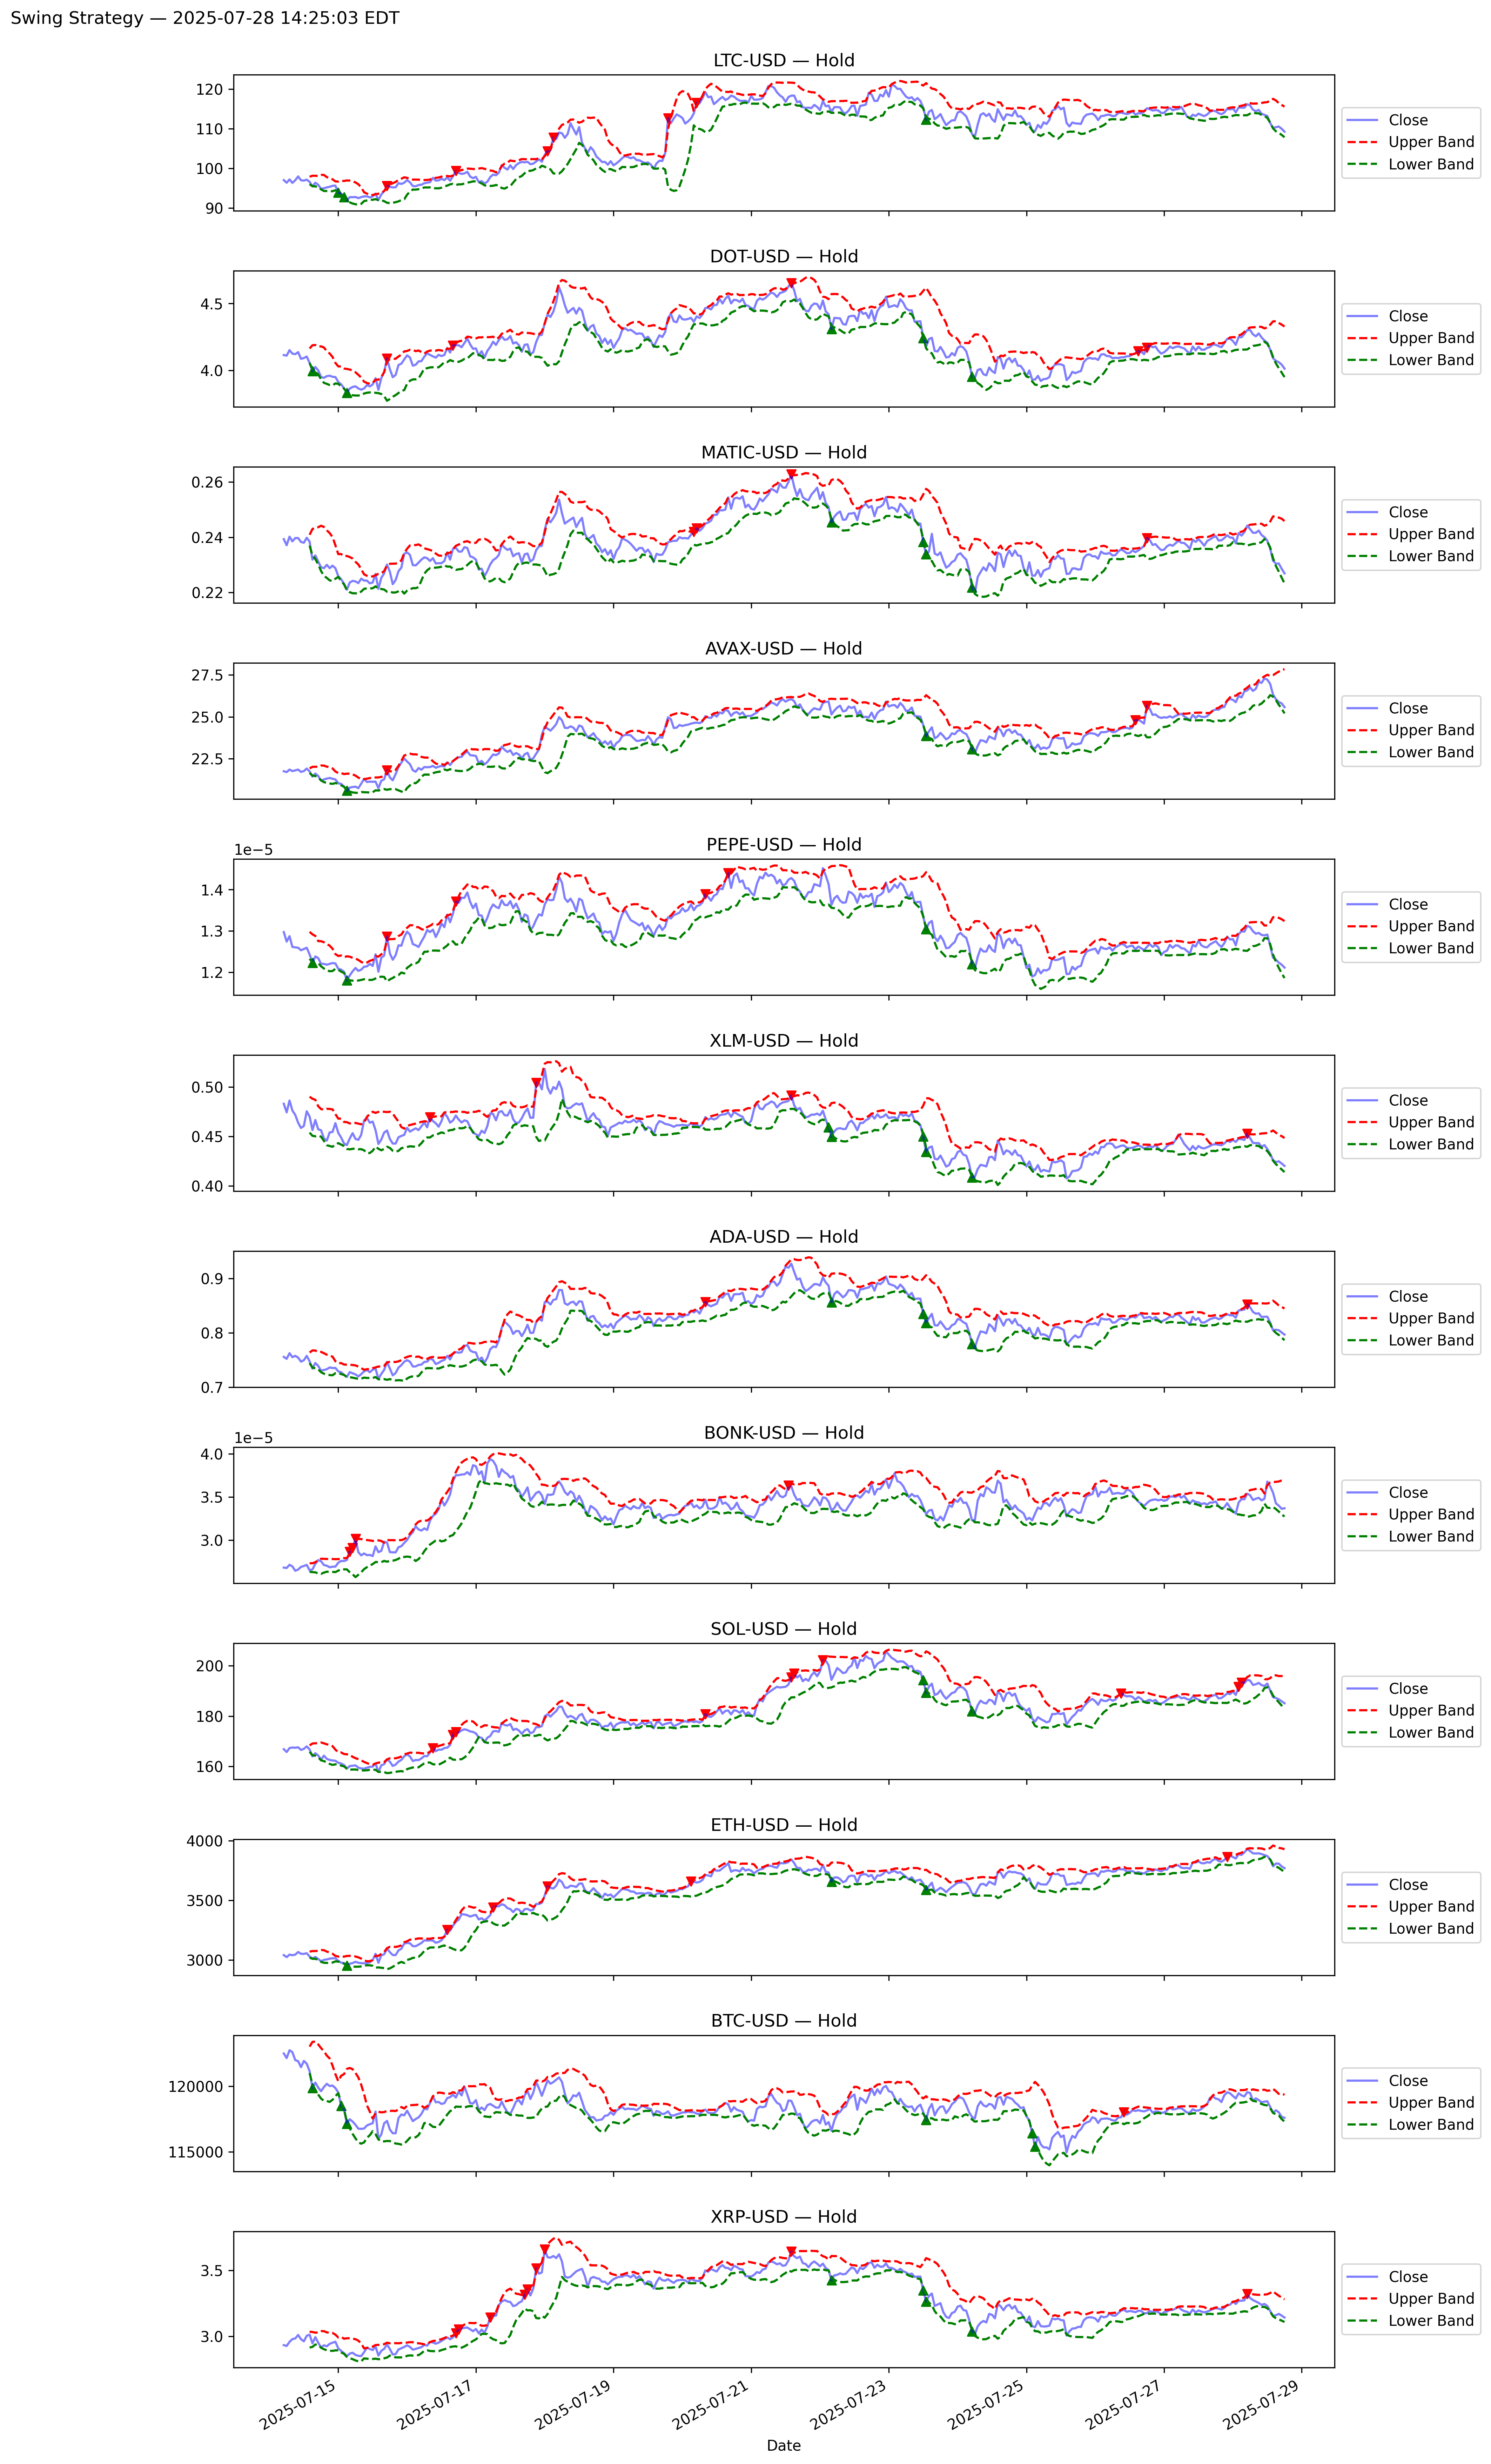 Swing Strategy — 2025-07-28 14:25:03 EDT
LTC-USD — Hold
120
110
100
90
Close
Upper Band
Lower Band
DOT-USD — Hold
4.5
4.0
Close
Upper Band
Lower Band
MATIC-USD — Hold
0.26
0.24
0.22
Close
Upper Band
Lower Band
AVAX-USD — Hold
27.5
25.0
22.5
Close
Upper Band
Lower Band
PEPE-USD — Hold
1e−5
1.4
1.3
1.2
Close
Upper Band
Lower Band
XLM-USD — Hold
0.50
0.45
0.40
Close
Upper Band
Lower Band
ADA-USD — Hold
0.9
0.8
0.7
Close
Upper Band
Lower Band
BONK-USD — Hold
1e−5
4.0
3.5
3.0
Close
Upper Band
Lower Band
SOL-USD — Hold
200
180
160
Close
Upper Band
Lower Band
ETH-USD — Hold
4000
3500
3000
Close
Upper Band
Lower Band
BTC-USD — Hold
120000
115000
Close
Upper Band
Lower Band
XRP-USD — Hold
3.5
3.0
Close
Upper Band
Lower Band
2025-07-15
2025-07-17
2025-07-19
2025-07-21
2025-07-23
2025-07-25
2025-07-27
2025-07-29
Date